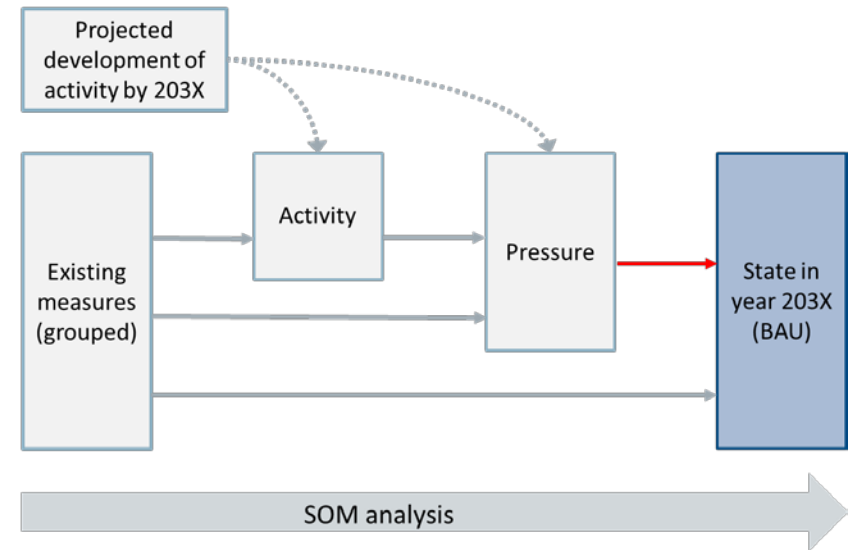 Projected
development of
activity by 203X
Existing
measures
(grouped)
Activity
Pressure
State in
year 203X
(BAU)
SOM analysis